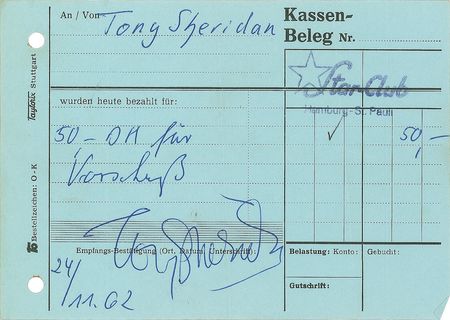 An / Von Tony Sheridan
Kassen-
Beleg Nr.
Star-Club
Hamburg-St. Pauli
wurden heute bezahlt für:
50,- DM für
Vorschuß
50,-
Empfangs-Bestätigung (Ort, Datum, Unterschrift):
24/11.62
Belastung: Konto:
Gebucht:
Gutschrift:
Taylorix Stuttgart
Bestellzeichen: O - K